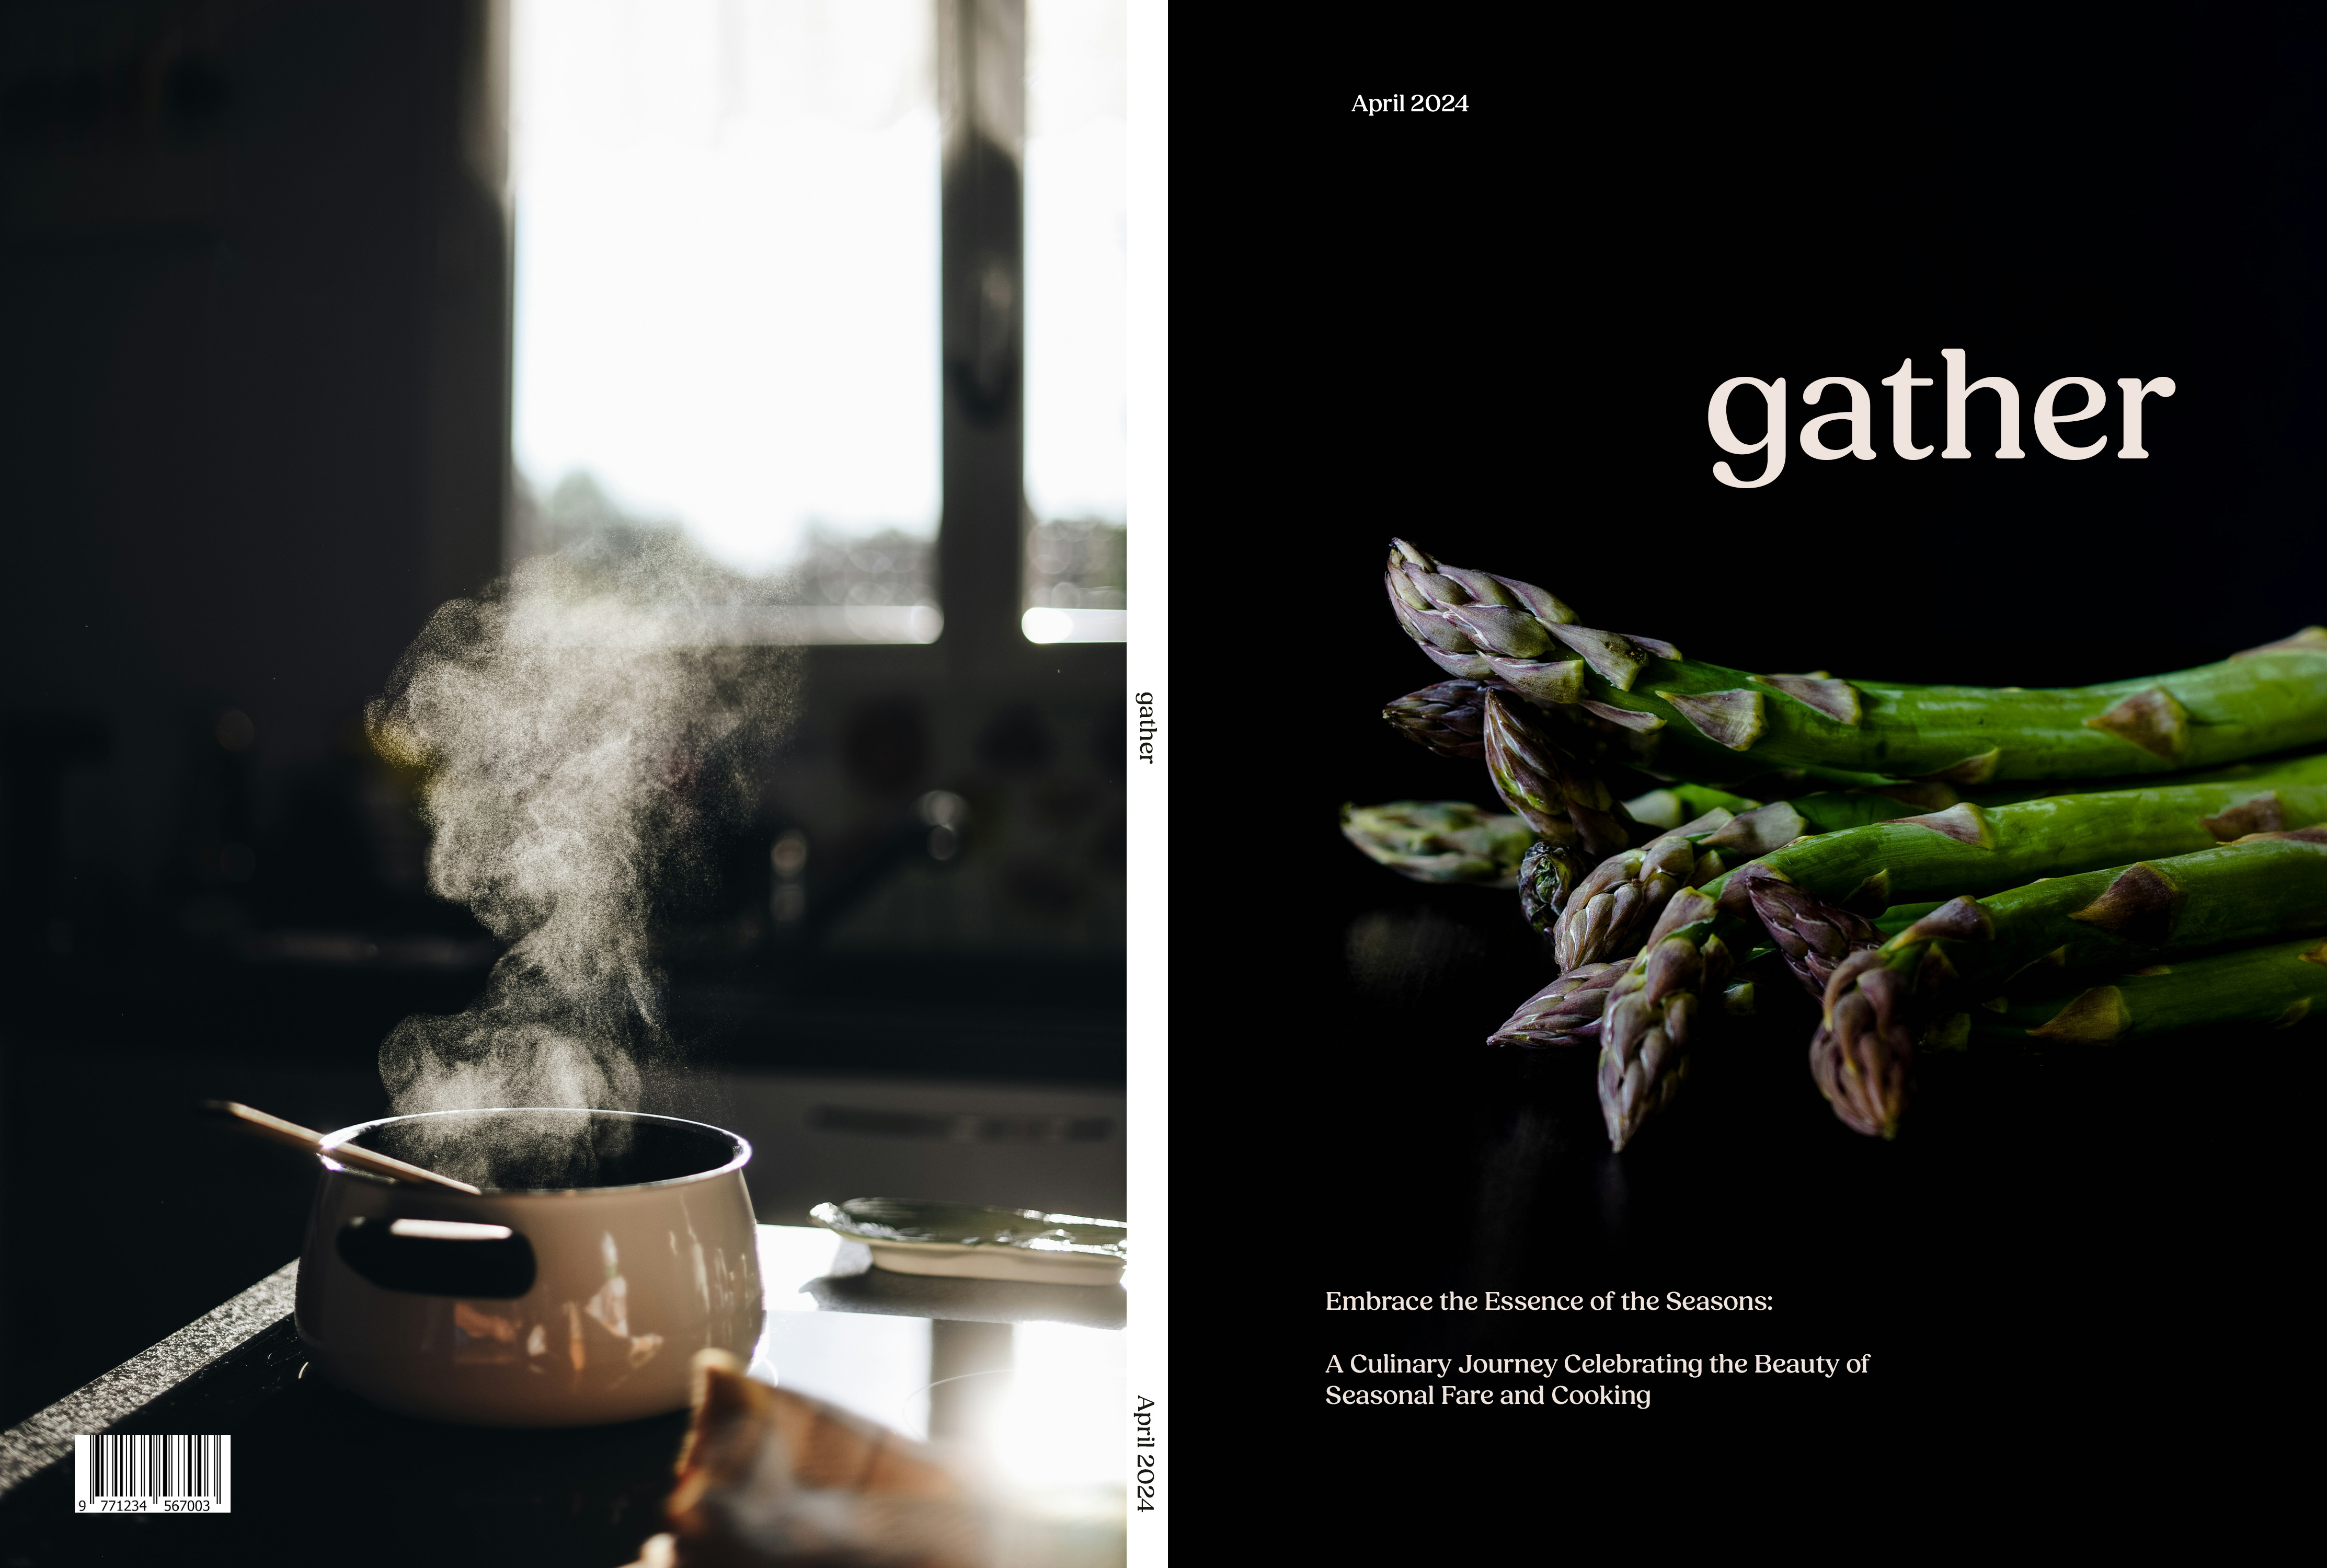 April 2024
gather
Embrace the Essence of the Seasons:
A Culinary Journey Celebrating the Beauty of
Seasonal Fare and Cooking
gather
April 2024
9 771234 567003